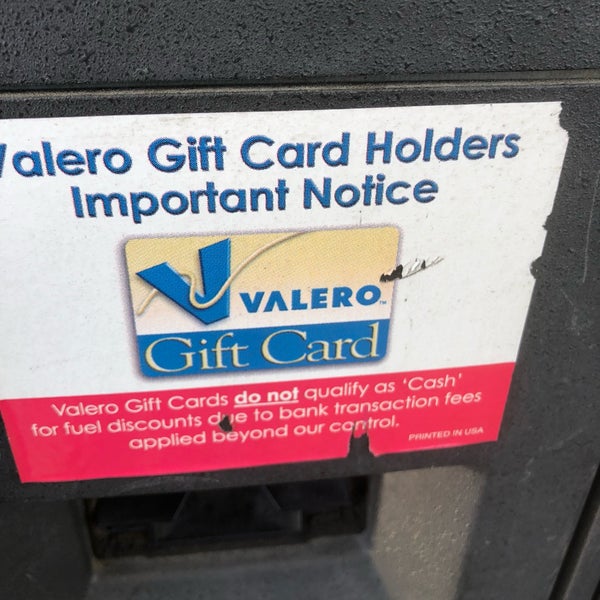 Valero Gift Card Holders
Important Notice
VALERO™
Gift Card
Valero Gift Cards do not qualify as 'Cash'
for fuel discounts due to bank transaction fees
applied beyond our control.
PRINTED IN USA